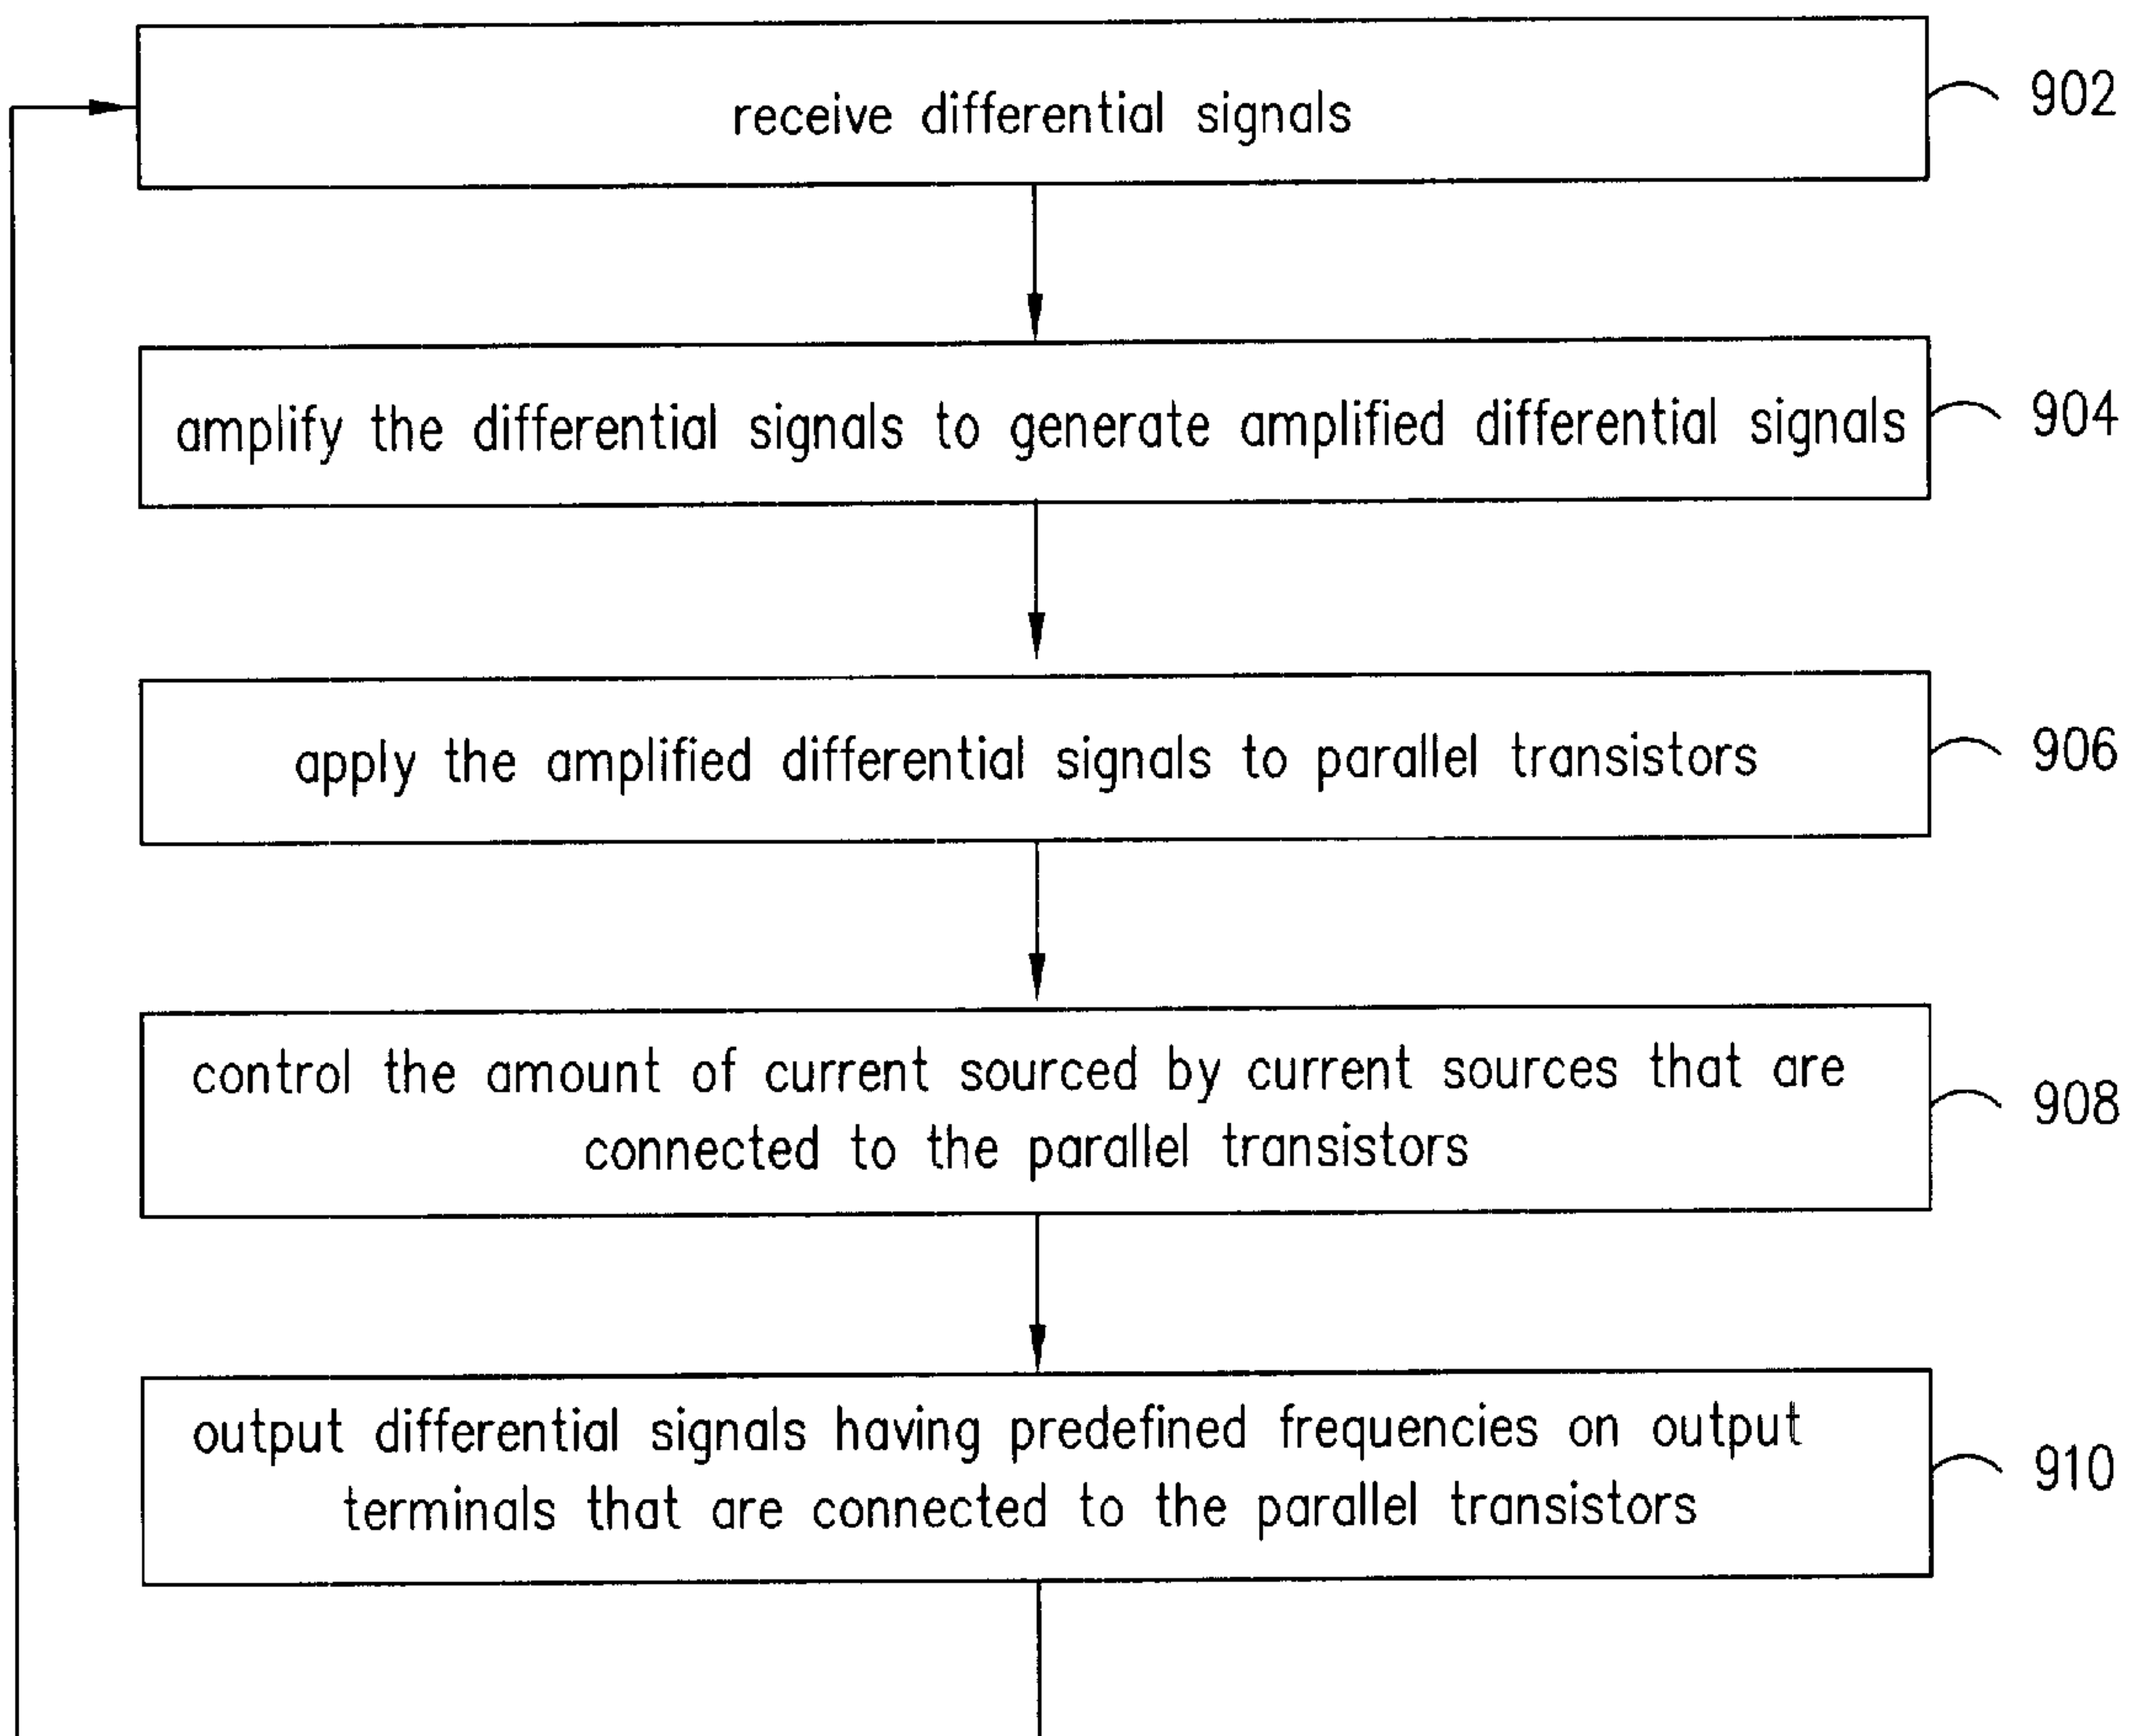 receive differential signals
902
amplify the differential signals to generate amplified differential signals
904
apply the amplified differential signals to parallel transistors
906
control the amount of current sourced by current sources that are
connected to the parallel transistors
908
output differential signals having predefined frequencies on output
terminals that are connected to the parallel transistors
910